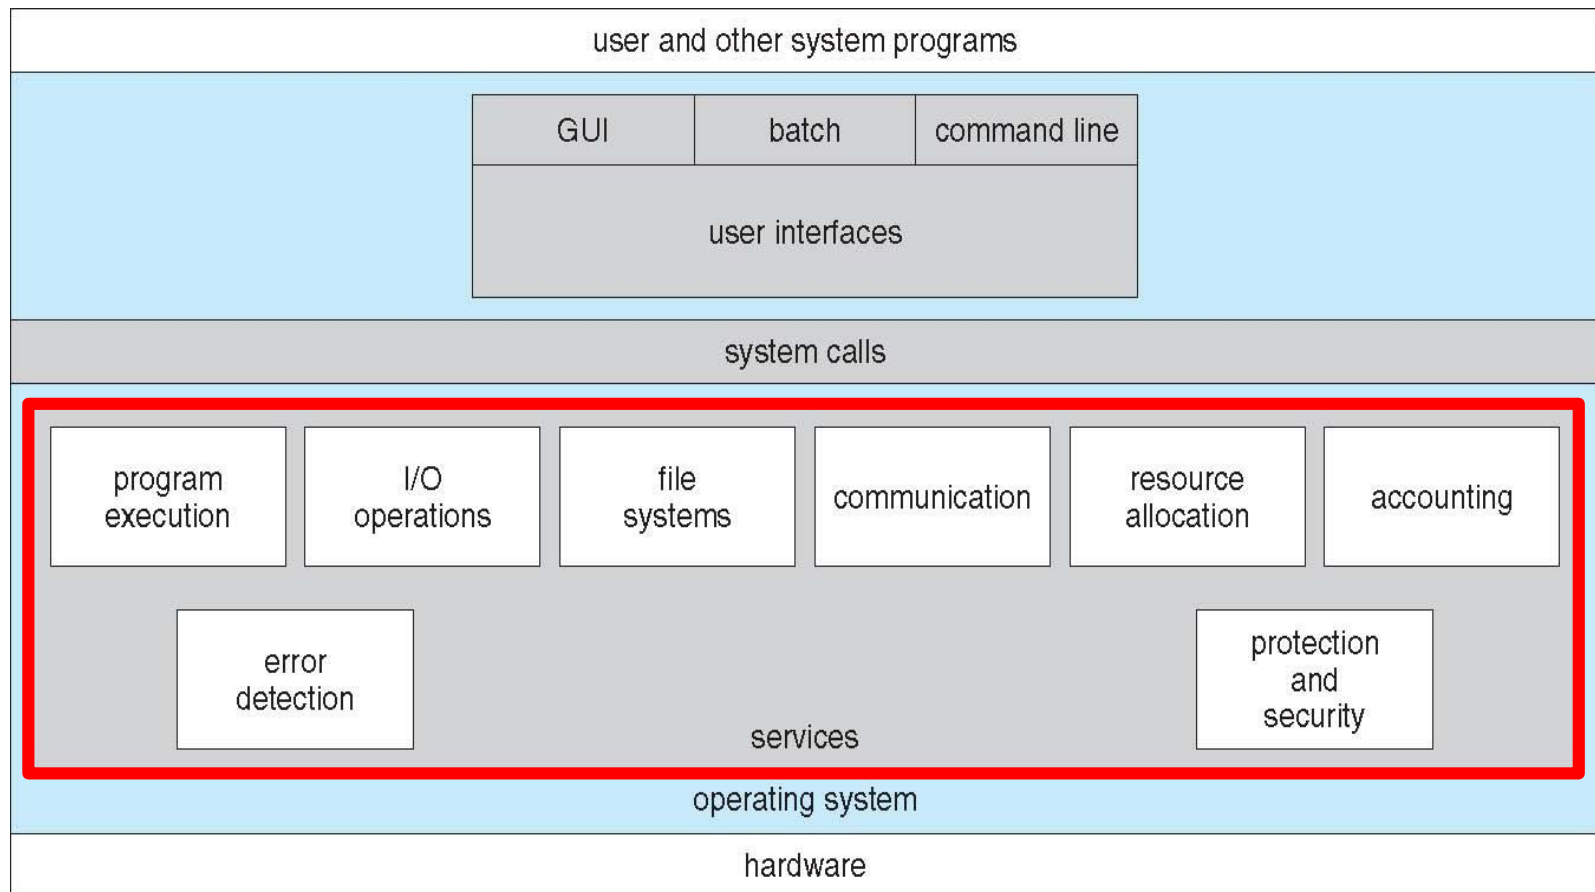 user and other system programs
GUI
batch
command line
user interfaces
system calls
program
execution
I/O
operations
file
systems
communication
resource
allocation
accounting
error
detection
protection
and
security
services
operating system
hardware